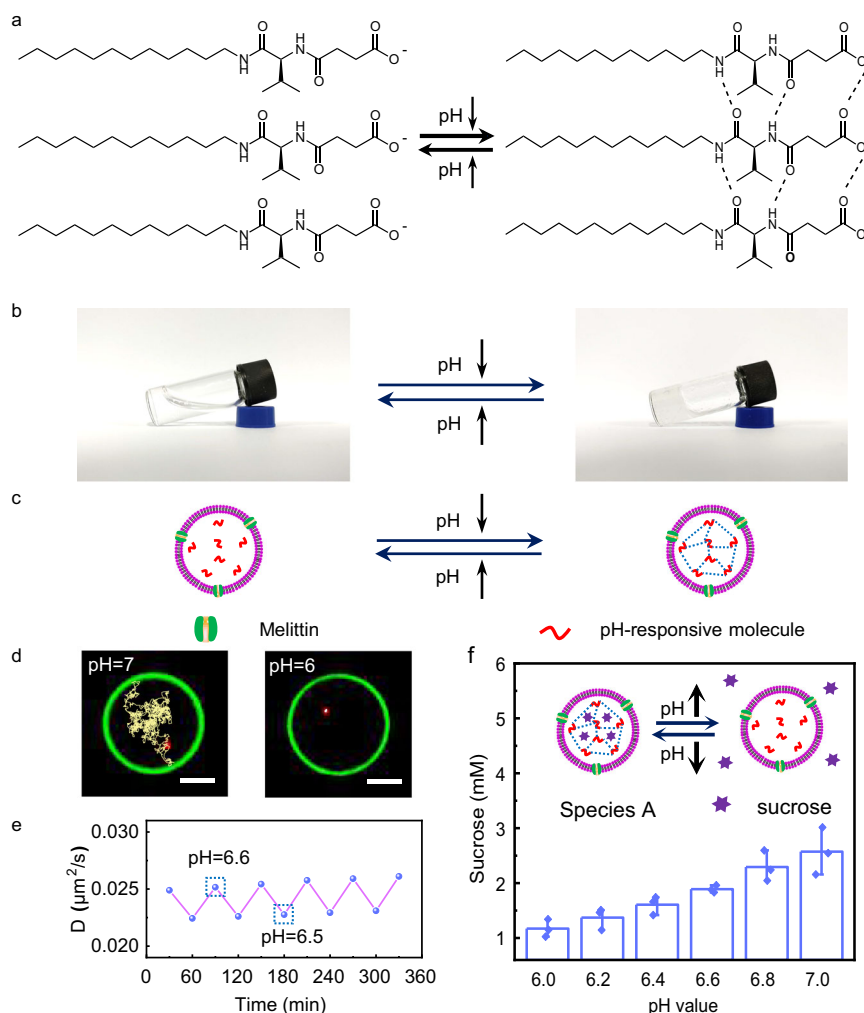 a
O
O
O
N
H
H
N
O
O⁻
O
O
O
N
H
H
N
O
O⁻
O
O
O
N
H
H
N
O
O⁻
pH
pH
O
O
O
N
H
H
N
O
O
O
O
O
N
H
H
N
O
O
O
O
O
N
H
H
N
O
O
b
pH
pH
c
pH
pH
Melittin
pH-responsive molecule
d
pH=7
pH=6
e
0.030
0.025
0.020
D (µm²/s)
pH=6.6
pH=6.5
0 60 120 180 240 300 360
Time (min)
f
6
5
4
3
2
1
Sucrose (mM)
pH
pH
Species A
sucrose
6.0 6.2 6.4 6.6 6.8 7.0
pH value